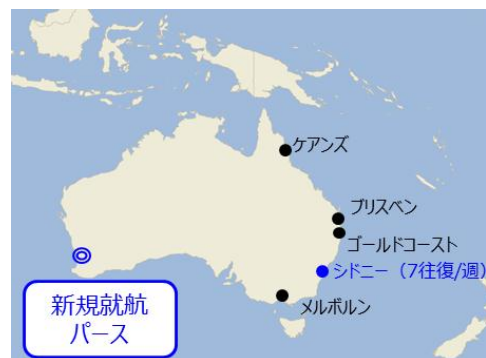 ケアンズ
ブリスベン
ゴールドコースト
シドニー（7往復/週）
メルボルン
新規就航
パース